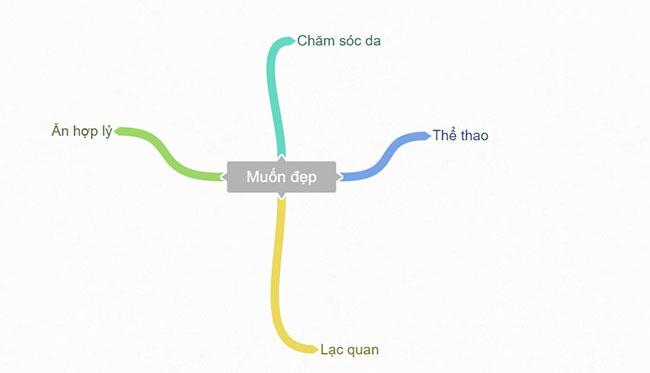 Chăm sóc da
Ăn hợp lý
Thể thao
Muốn đẹp
Lạc quan